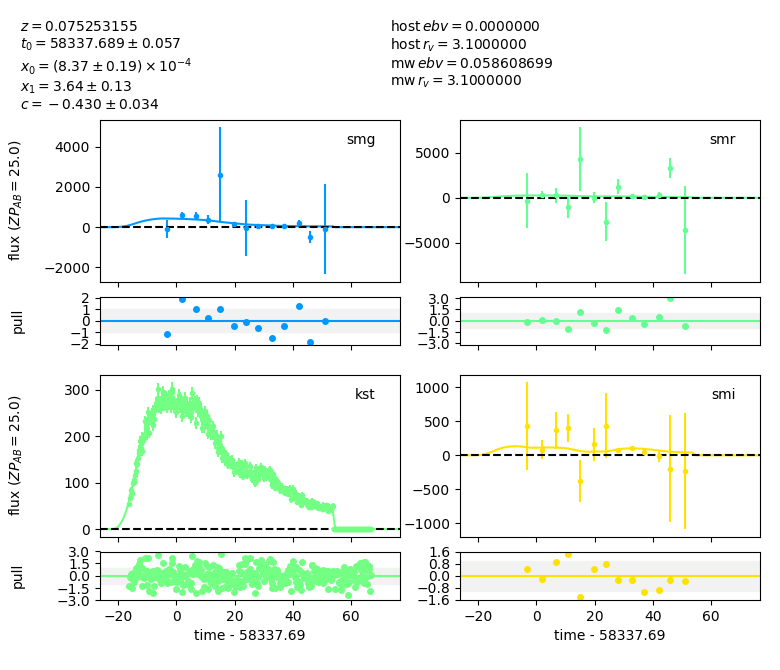 z = 0.075253155
t₀ = 58337.689 ± 0.057
x₀ = (8.37 ± 0.19) × 10⁻⁴
x₁ = 3.64 ± 0.13
c = −0.430 ± 0.034
host ebv = 0.0000000
host r_v = 3.1000000
mw ebv = 0.058608699
mw r_v = 3.1000000
flux (ZP_AB = 25.0)
4000
2000
0
−2000
smg
5000
0
−5000
smr
pull
2
1
0
−1
−2
3.0
1.5
0.0
−1.5
−3.0
flux (ZP_AB = 25.0)
300
200
100
0
kst
1000
500
0
−500
−1000
smi
pull
3.0
1.5
0.0
−1.5
−3.0
1.6
0.8
0.0
−0.8
−1.6
−20 0 20 40 60
−20 0 20 40 60
time - 58337.69
time - 58337.69